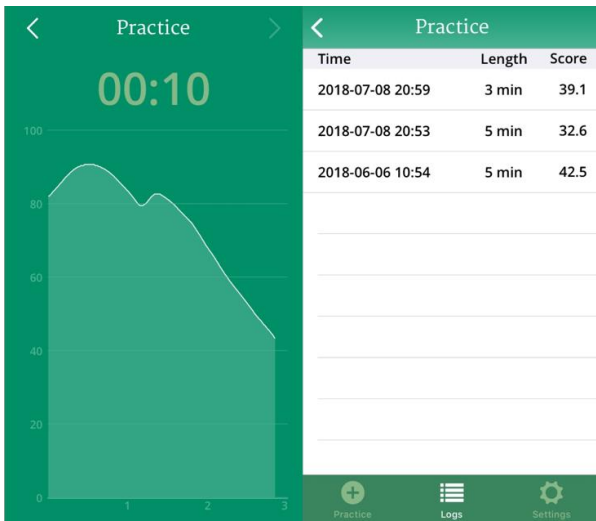 Practice
00:10
100
80
60
40
20
0
1 2 3
Practice
Time Length Score
2018-07-08 20:59 3 min 39.1
2018-07-08 20:53 5 min 32.6
2018-06-06 10:54 5 min 42.5
Practice Logs Settings